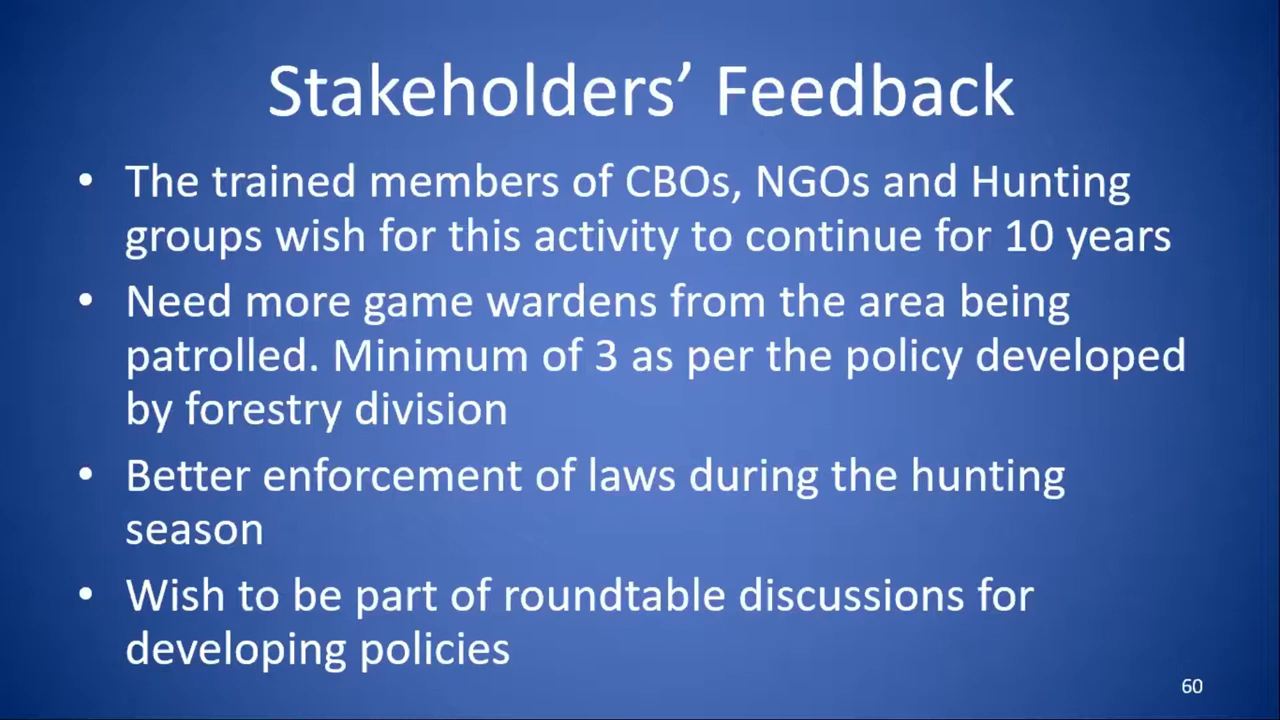 Stakeholders’ Feedback
• The trained members of CBOs, NGOs and Hunting
groups wish for this activity to continue for 10 years
• Need more game wardens from the area being
patrolled. Minimum of 3 as per the policy developed
by forestry division
• Better enforcement of laws during the hunting
season
• Wish to be part of roundtable discussions for
developing policies
60